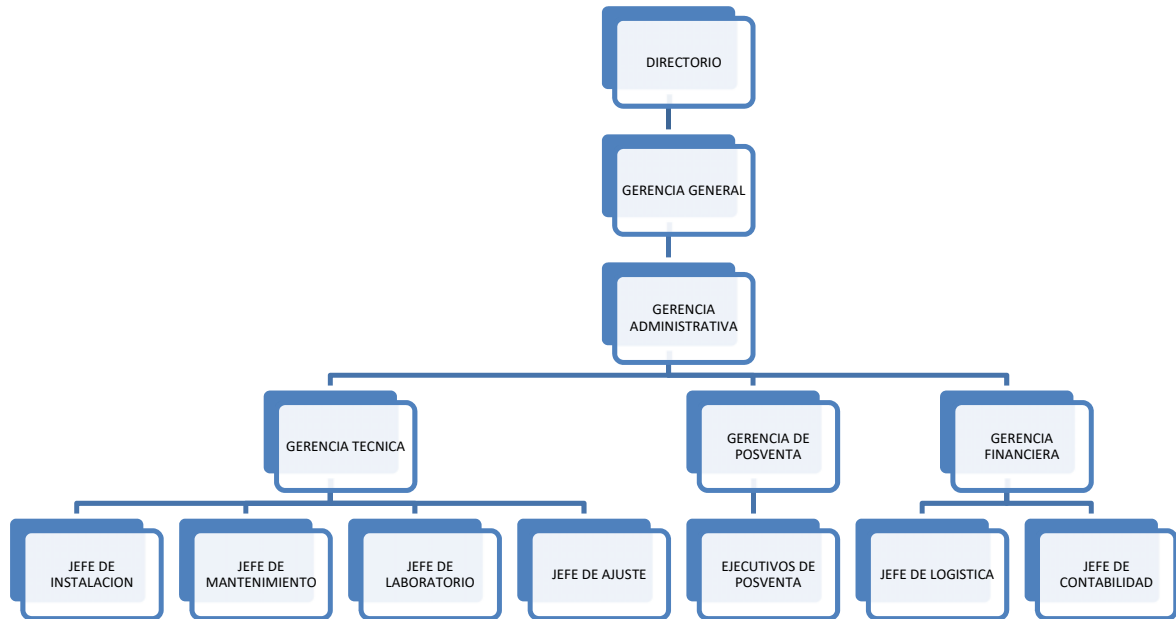 DIRECTORIO
GERENCIA GENERAL
GERENCIA
ADMINISTRATIVA
GERENCIA TECNICA
GERENCIA DE
POSVENTA
GERENCIA
FINANCIERA
JEFE DE
INSTALACION
JEFE DE
MANTENIMIENTO
JEFE DE
LABORATORIO
JEFE DE AJUSTE
EJECUTIVOS DE
POSVENTA
JEFE DE LOGISTICA
JEFE DE
CONTABILIDAD